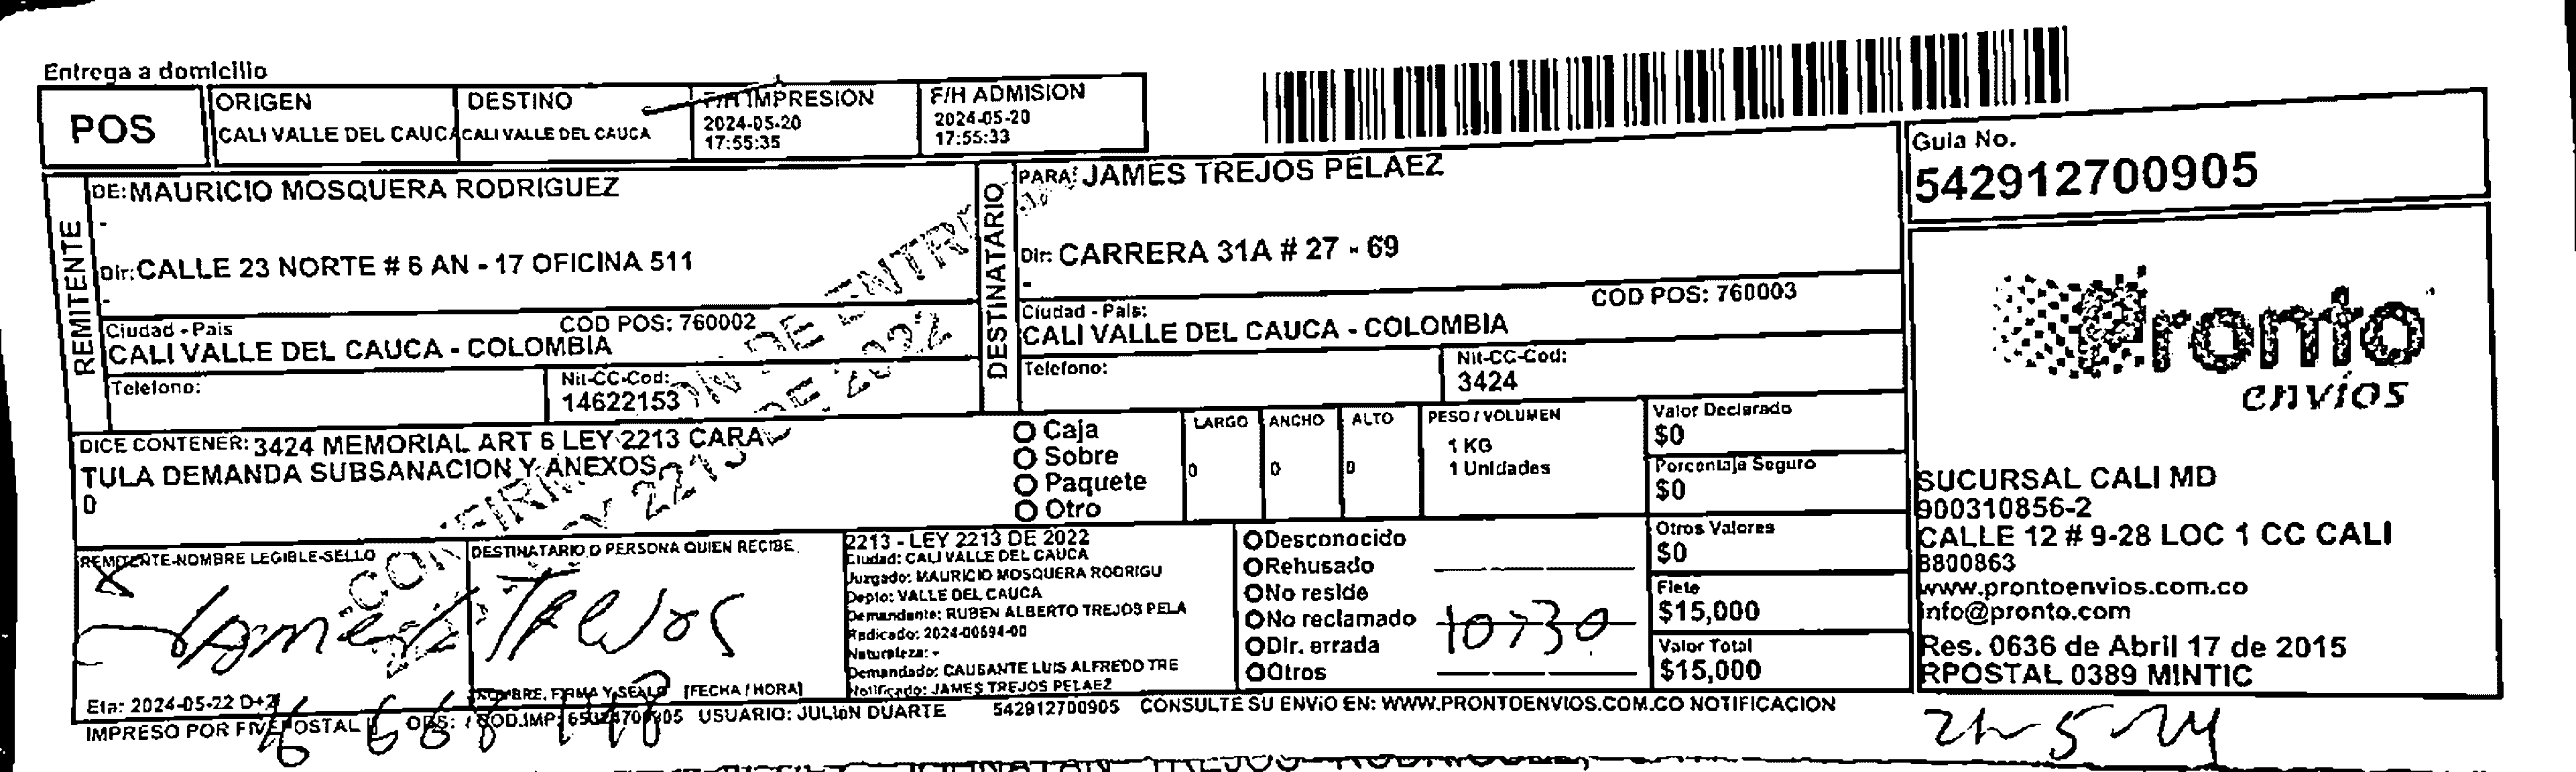 Entrega a domicilio
POS
ORIGEN
CALI VALLE DEL CAUCA
DESTINO
CALI VALLE DEL CAUCA
F/H IMPRESION
2024-05-20
17:55:35
F/H ADMISION
2024-05-20
17:55:33
Guia No.
542912700905
REMITENTE
DE: MAURICIO MOSQUERA RODRIGUEZ
-
Dir: CALLE 23 NORTE # 6 AN - 17 OFICINA 511
-
Ciudad - Pais
COD POS: 760002
CALI VALLE DEL CAUCA - COLOMBIA
Telefono:
Nit-CC-Cod:
14622153
DESTINATARIO
PARA: JAMES TREJOS PELAEZ
Dir: CARRERA 31A # 27 - 69
-
COD POS: 760003
Ciudad - Pais:
CALI VALLE DEL CAUCA - COLOMBIA
Telefono:
Nit-CC-Cod:
3424
DICE CONTENER: 3424 MEMORIAL ART 6 LEY 2213 CARA
TULA DEMANDA SUBSANACION Y ANEXOS
0
Caja
Sobre
Paquete
Otro
LARGO
0
ANCHO
0
ALTO
0
PESO / VOLUMEN
1 KG
1 Unidades
Valor Declarado
$0
Porcentaje Seguro
$0
Otros Valores
$0
Flete
$15,000
Valor Total
$15,000
REMITENTE-NOMBRE LEGIBLE-SELLO
DESTINATARIO O PERSONA QUIEN RECIBE
James Trejos
NOMBRE, FIRMA Y SELLO [FECHA / HORA]
Eta: 2024-05-22 D+2
2213 - LEY 2213 DE 2022
Ciudad: CALI VALLE DEL CAUCA
Juzgado: MAURICIO MOSQUERA RODRIGU
Depto: VALLE DEL CAUCA
Demandante: RUBEN ALBERTO TREJOS PELA
Radicado: 2024-00694-00
Naturaleza: -
Demandado: CAUSANTE LUIS ALFREDO TRE
Notificado: JAMES TREJOS PELAEZ
Desconocido
Rehusado
No reside
No reclamado
Dir. errada
Otros
Pronto
envíos
SUCURSAL CALI MD
900310856-2
CALLE 12 # 9-28 LOC 1 CC CALI
8800863
www.prontoenvios.com.co
info@pronto.com
Res. 0636 de Abril 17 de 2015
RPOSTAL 0389 MINTIC
IMPRESO POR FIVEPOSTAL
OBS: / COD.IMP:
USUARIO: JULIAN DUARTE
542912700905
CONSULTE SU ENVIO EN: WWW.PRONTOENVIOS.COM.CO NOTIFICACION
LEY 2213 DE 2022